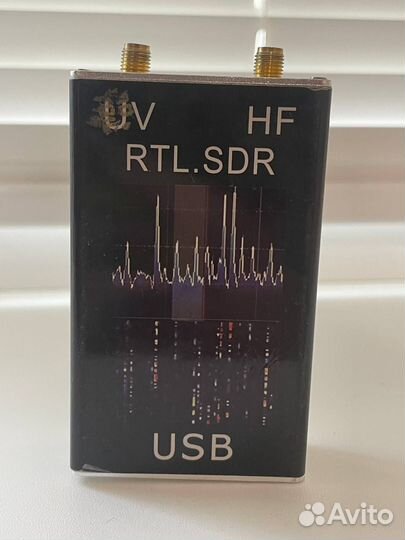 UV HF
RTL.SDR
USB
Avito